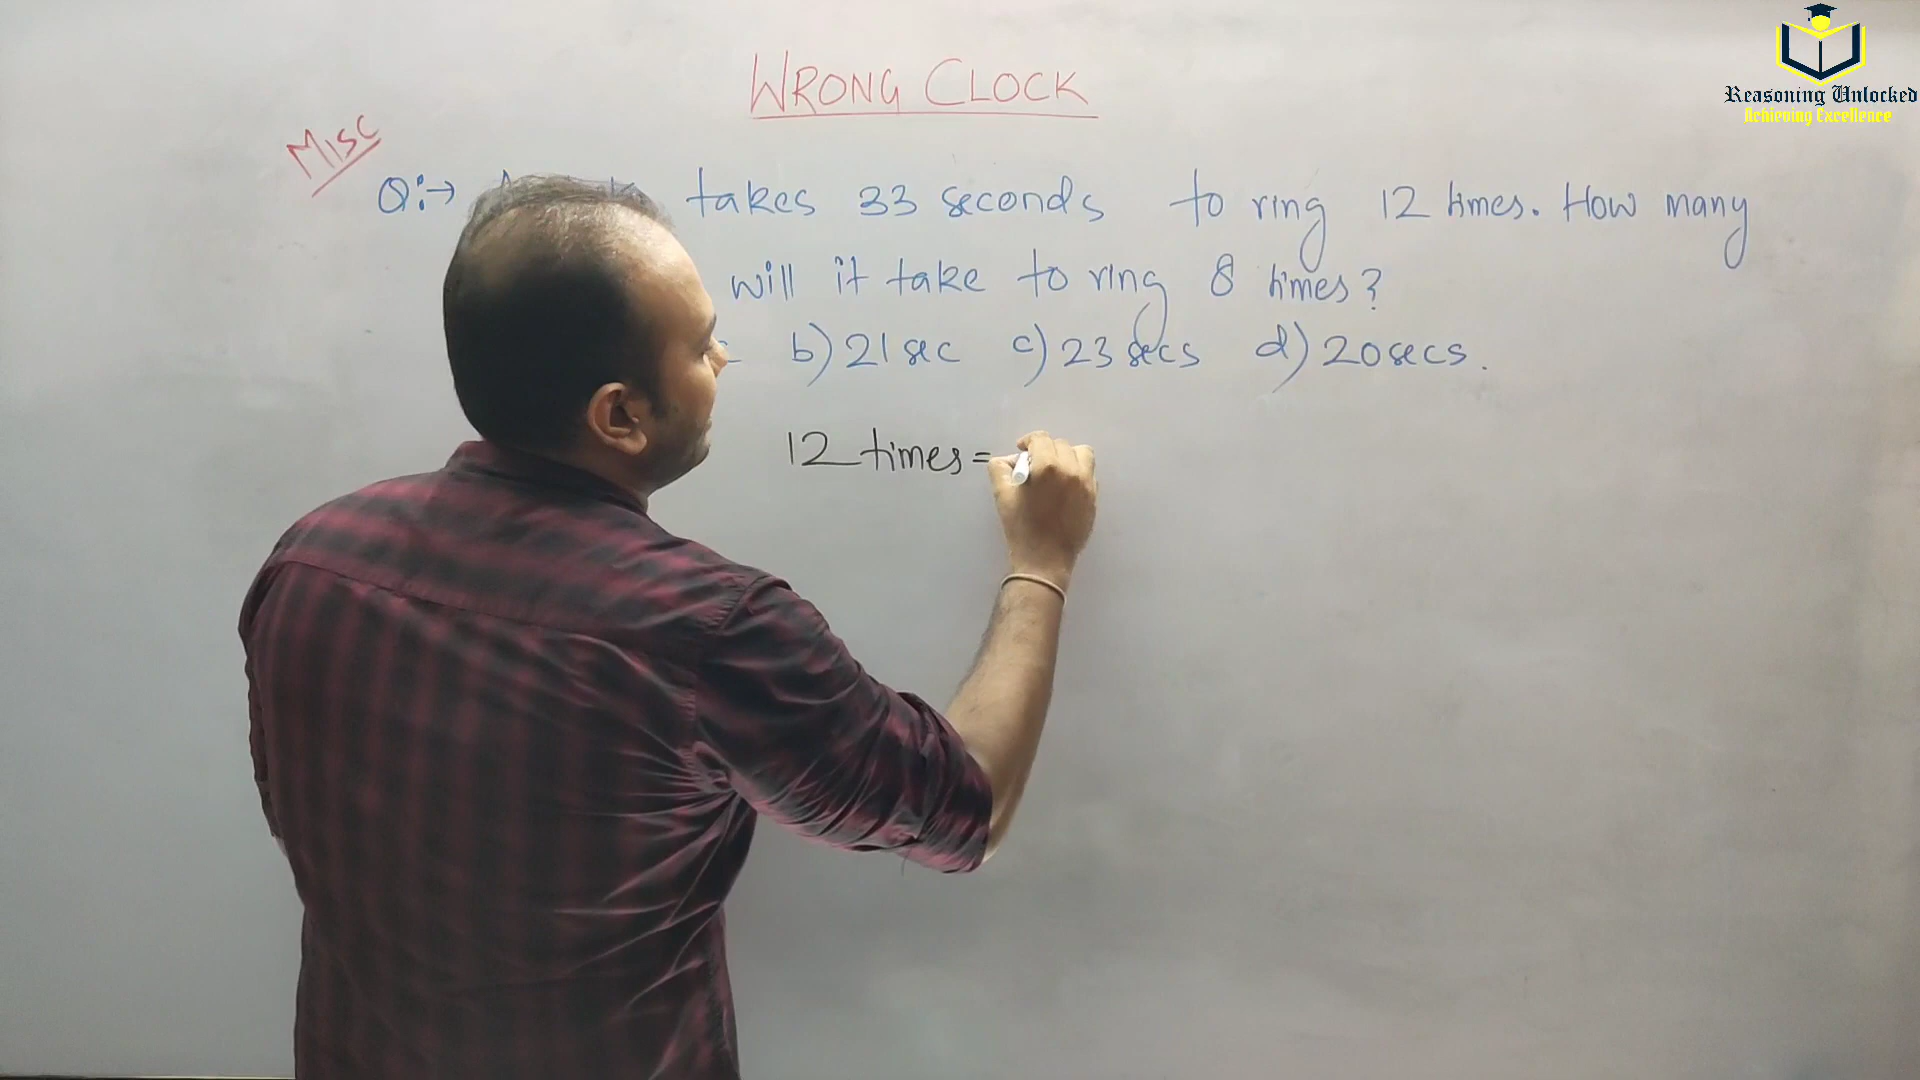 WRONG CLOCK
Reasoning Unlocked
Achieving Excellence
Misc
Q:→ takes 33 seconds to ring 12 times. How many
will it take to ring 8 times?
b) 21 sec c) 23 secs d) 20 secs.
12 times =